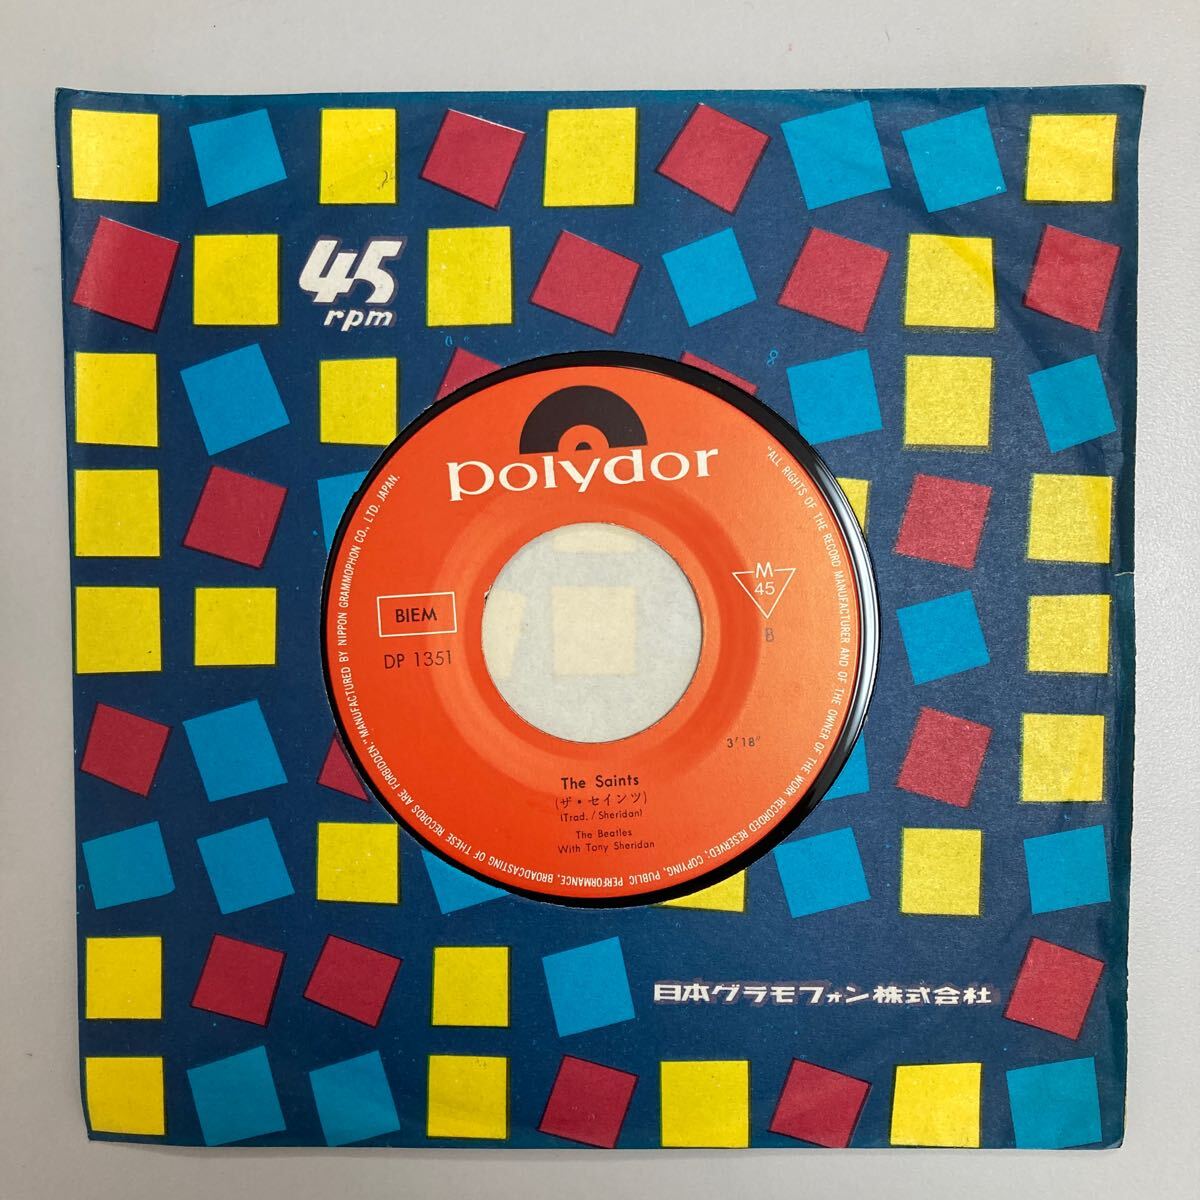 45
rpm
polydor
BIEM
DP 1351
M
45
B
3′18″
The Saints
(ザ・セインツ)
(Trad. / Sheridan)
The Beatles
With Tony Sheridan
"ALL RIGHTS OF THE RECORD MANUFACTURER AND OF THE OWNER OF THE WORK RECORDED RESERVED; COPYING, PUBLIC PERFORMANCE, BROADCASTING OF THESE RECORDS ARE FORBIDDEN." MANUFACTURED BY NIPPON GRAMMOPHON CO., LTD. JAPAN.
日本グラモフォン株式会社